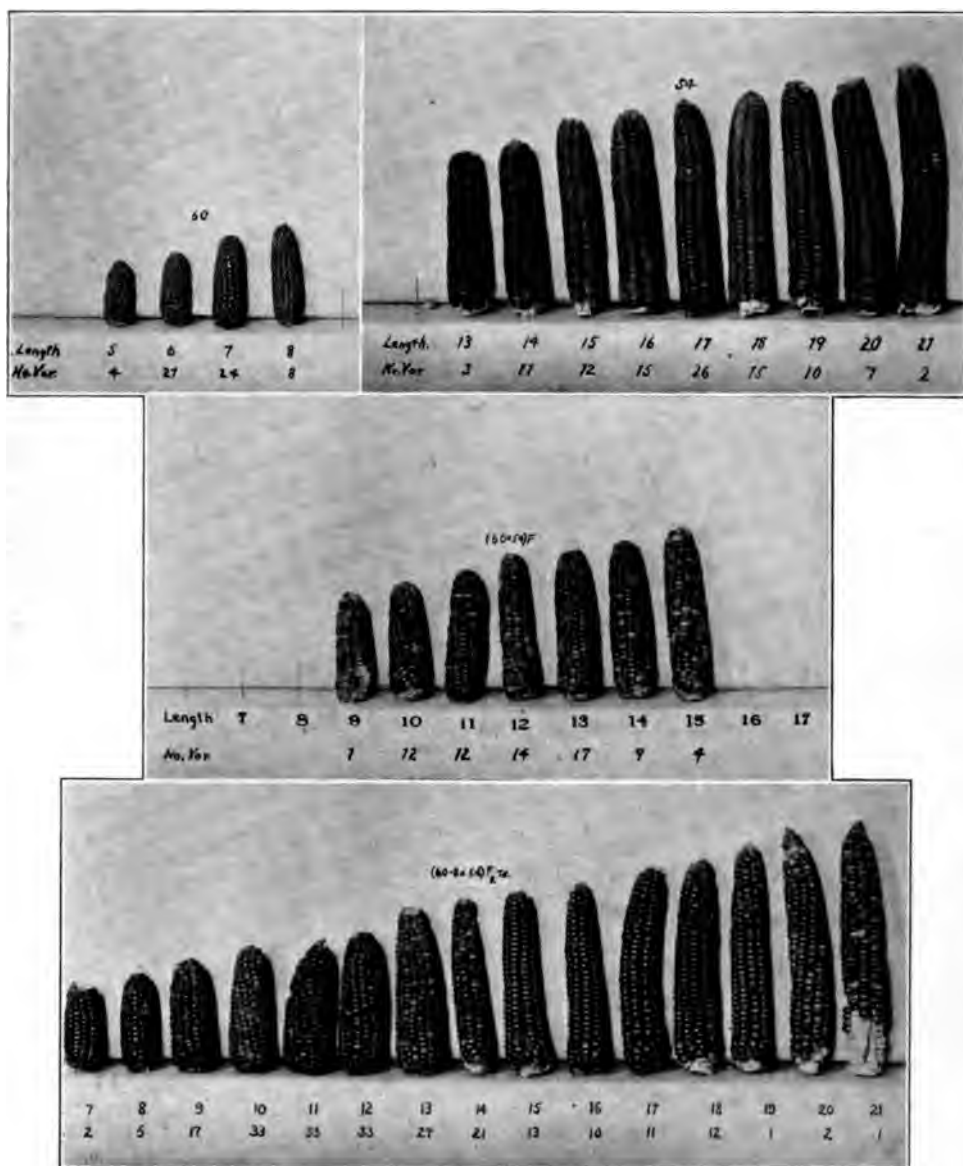 60
Length 5 6 7 8
No. Var 4 21 24 8
54
Length. 13 14 15 16 17 18 19 20 21
No. Var 3 11 12 15 26 15 10 7 2
(60×54)F
Length 7 8 9 10 11 12 13 14 15 16 17
No. Var 1 12 12 14 17 9 4
7 8 9 10 11 12 13 14 15 16 17 18 19 20 21
2 5 17 33 33 33 27 21 13 10 11 12 1 2 1